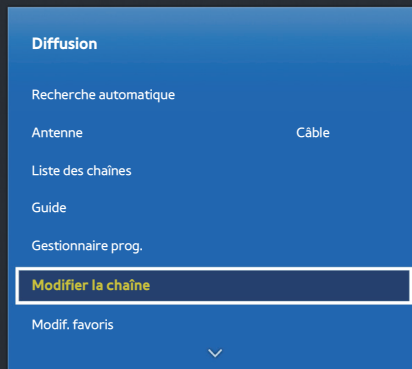 Diffusion
Recherche automatique
Antenne Câble
Liste des chaînes
Guide
Gestionnaire prog.
Modifier la chaîne
Modif. favoris